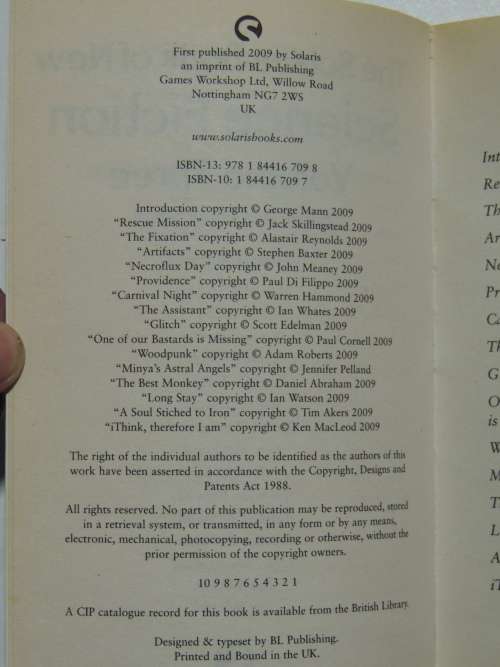 First published 2009 by Solaris
an imprint of BL Publishing
Games Workshop Ltd, Willow Road
Nottingham NG7 2WS
UK
www.solarisbooks.com
ISBN-13: 978 1 84416 709 8
ISBN-10: 1 84416 709 7
Introduction copyright © George Mann 2009
“Rescue Mission” copyright © Jack Skillingstead 2009
“The Fixation” copyright © Alastair Reynolds 2009
“Artifacts” copyright © Stephen Baxter 2009
“Necroflux Day” copyright © John Meaney 2009
“Providence” copyright © Paul Di Filippo 2009
“Carnival Night” copyright © Warren Hammond 2009
“The Assistant” copyright © Ian Whates 2009
“Glitch” copyright © Scott Edelman 2009
“One of our Bastards is Missing” copyright © Paul Cornell 2009
“Woodpunk” copyright © Adam Roberts 2009
“Minya's Astral Angels” copyright © Jennifer Pelland
“The Best Monkey” copyright © Daniel Abraham 2009
“Long Stay” copyright © Ian Watson 2009
“A Soul Stiched to Iron” copyright © Tim Akers 2009
“iThink, therefore I am” copyright © Ken MacLeod 2009
The right of the individual authors to be identified as the authors of this
work have been asserted in accordance with the Copyright, Designs and
Patents Act 1988.
All rights reserved. No part of this publication may be reproduced, stored
in a retrieval system, or transmitted, in any form or by any means,
electronic, mechanical, photocopying, recording or otherwise, without the
prior permission of the copyright owners.
10 9 8 7 6 5 4 3 2 1
A CIP catalogue record for this book is available from the British Library.
Designed & typeset by BL Publishing.
Printed and Bound in the UK.